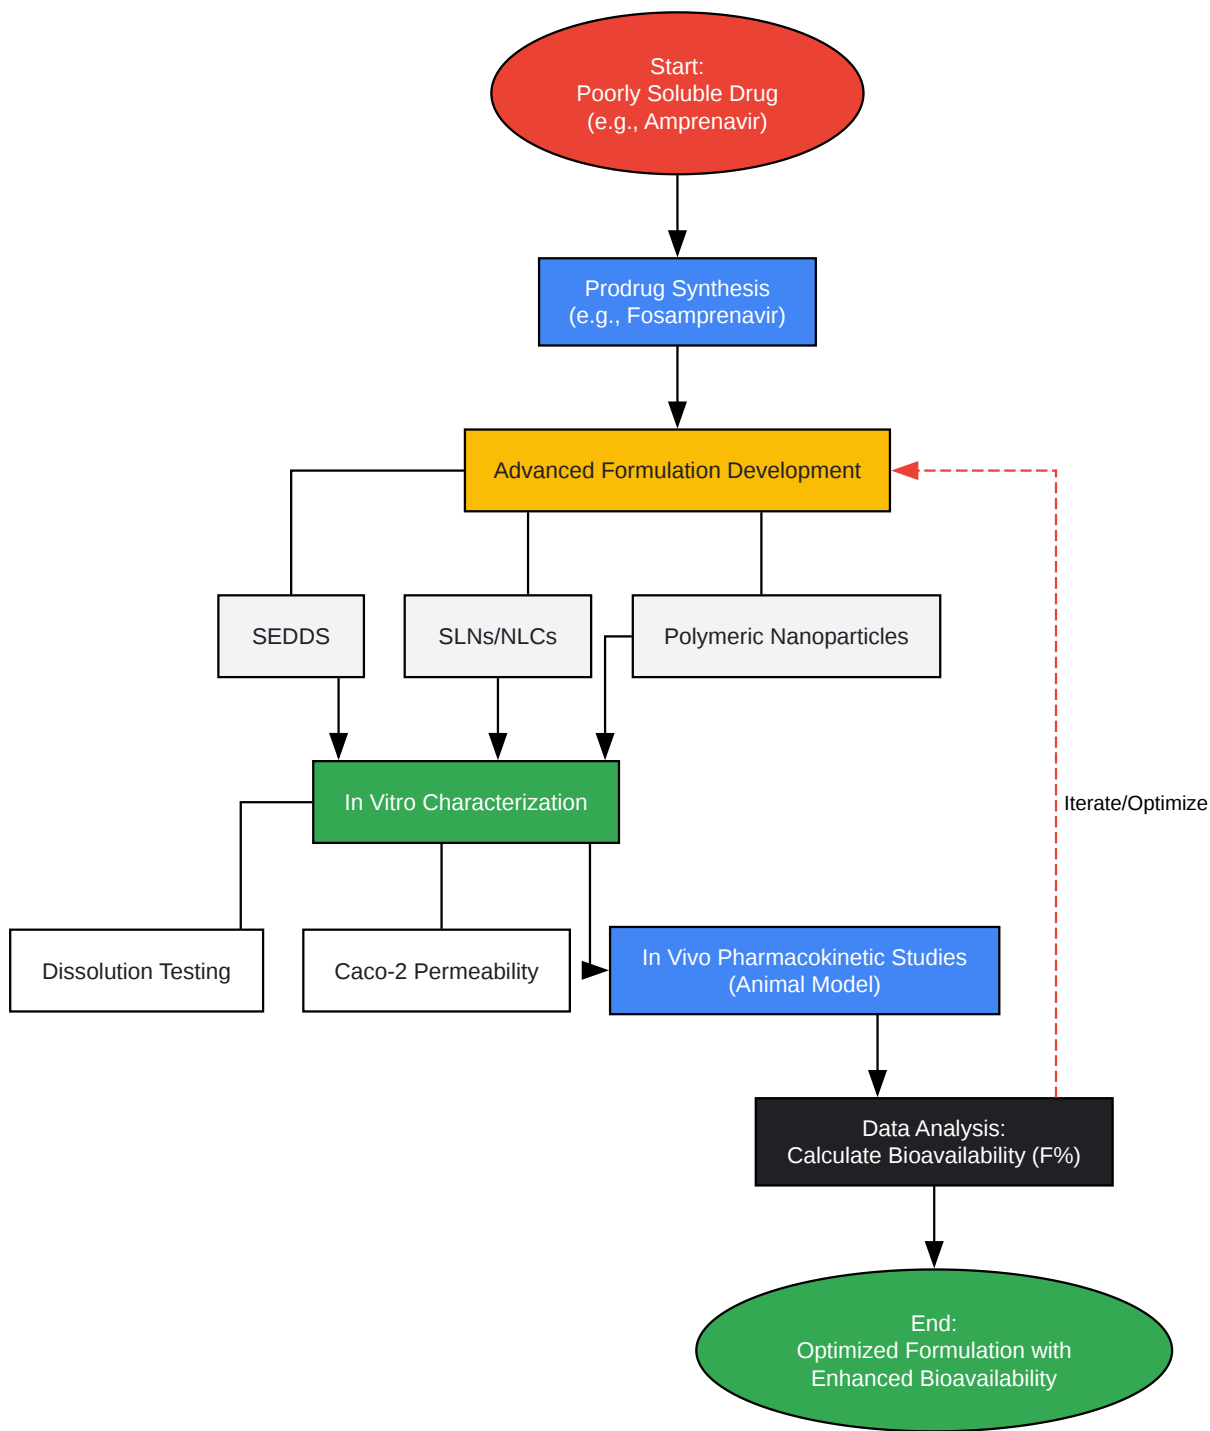 Start:
Poorly Soluble Drug
(e.g., Amprenavir)
Prodrug Synthesis
(e.g., Fosamprenavir)
Advanced Formulation Development
SEDDS
SLNs/NLCs
Polymeric Nanoparticles
In Vitro Characterization
Iterate/Optimize
Dissolution Testing
Caco-2 Permeability
In Vivo Pharmacokinetic Studies
(Animal Model)
Data Analysis:
Calculate Bioavailability (F%)
End:
Optimized Formulation with
Enhanced Bioavailability